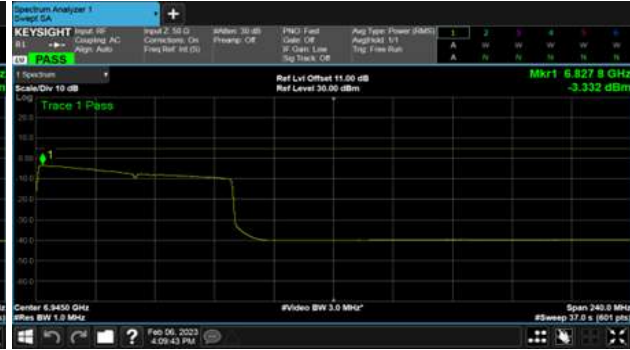 Spectrum Analyzer 1
Swept SA
+
KEYSIGHT
Input: RF
Coupling: AC
Align: Auto
Input Z: 50 Ω
Corrections: On
Freq Ref: Int (S)
#Atten: 30 dB
Preamp: Off
PNO: Fast
Gate: Off
IF Gain: Low
Sig Track: Off
Avg Type: Power (RMS)
Avg|Hold: 1/1
Trig: Free Run
1 2 3 4 5 6
A W W W W W
A N N N N N
PASS
1 Spectrum
Scale/Div 10 dB
Ref Lvl Offset 11.00 dB
Ref Level 30.00 dBm
Mkr1 6.827 8 GHz
-3.332 dBm
Log
Trace 1 Pass
20.0
10.0
0.00
1
-10.0
-20.0
-30.0
-40.0
-50.0
-60.0
Center 6.9450 GHz
#Res BW 1.0 MHz
#Video BW 3.0 MHz*
Span 240.0 MHz
#Sweep 37.0 s (601 pts)
?
Feb 06, 2023
4:09:43 PM